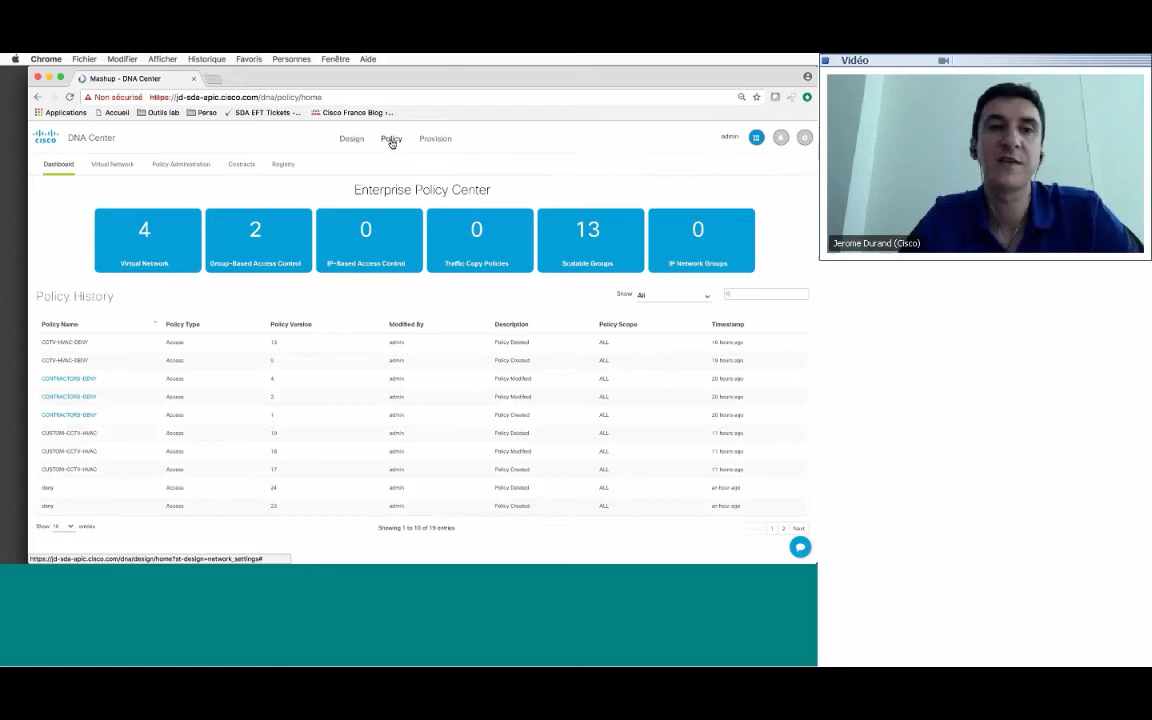 Chrome Fichier Modifier Afficher Historique Favoris Personnes Fenêtre Aide
Mashup - DNA Center
Non sécurisé https://jd-sda-apic.cisco.com/dna/policy/home
Applications Accueil Outils lab Perso SDA EFT Tickets -... Cisco France Blog ›...
cisco DNA Center Design Policy Provision admin
Dashboard Virtual Network Policy Administration Contracts Registry
Enterprise Policy Center
4 2 0 0 13 0
Virtual Network Group-Based Access Control IP-Based Access Control Traffic Copy Policies Scalable Groups IP Network Groups
Policy History Show All
Policy Name Policy Type Policy Version Modified By Description Policy Scope Timestamp
CCTV-HVAC-DENY Access 13 admin Policy Deleted ALL 16 hours ago
CCTV-HVAC-DENY Access admin Policy Created ALL 19 hours ago
CONTRACTORS-DENY Access 4 admin Policy Modified ALL 20 hours ago
CONTRACTORS-DENY Access 2 admin Policy Modified ALL 20 hours ago
CONTRACTORS-DENY Access 1 admin Policy Created ALL 20 hours ago
CUSTOM-CCTV-HVAC Access 19 admin Policy Deleted ALL 11 hours ago
CUSTOM-CCTV-HVAC Access 18 admin Policy Modified ALL 11 hours ago
CUSTOM-CCTV-HVAC Access 17 admin Policy Created ALL 11 hours ago
deny Access 24 admin Policy Deleted ALL an hour ago
deny Access 23 admin Policy Created ALL an hour ago
Show 10 entries Showing 1 to 10 of 19 entries 1 2 Next
https://jd-sda-apic.cisco.com/dna/design/home?st-design=network_settings#
Vidéo
Jerome Durand (Cisco)